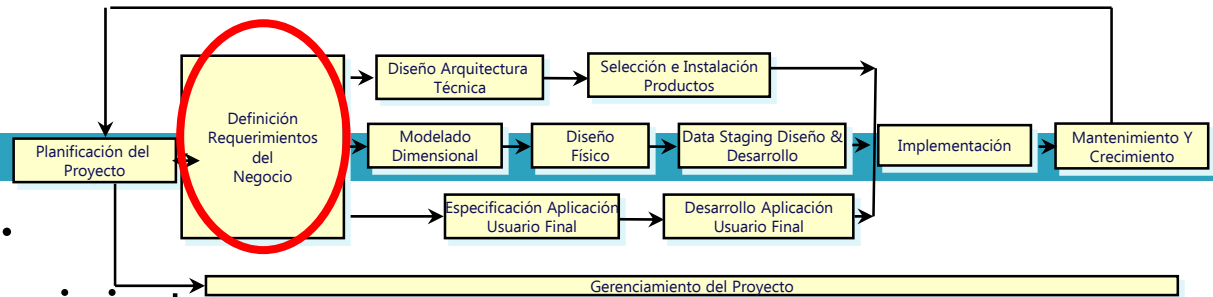 Planificación del
Proyecto
Definición
Requerimientos
del
Negocio
Diseño Arquitectura
Técnica
Selección e Instalación
Productos
Modelado
Dimensional
Diseño
Físico
Data Staging Diseño &
Desarrollo
Especificación Aplicación
Usuario Final
Desarrollo Aplicación
Usuario Final
Implementación
Mantenimiento Y
Crecimiento
Gerenciamiento del Proyecto